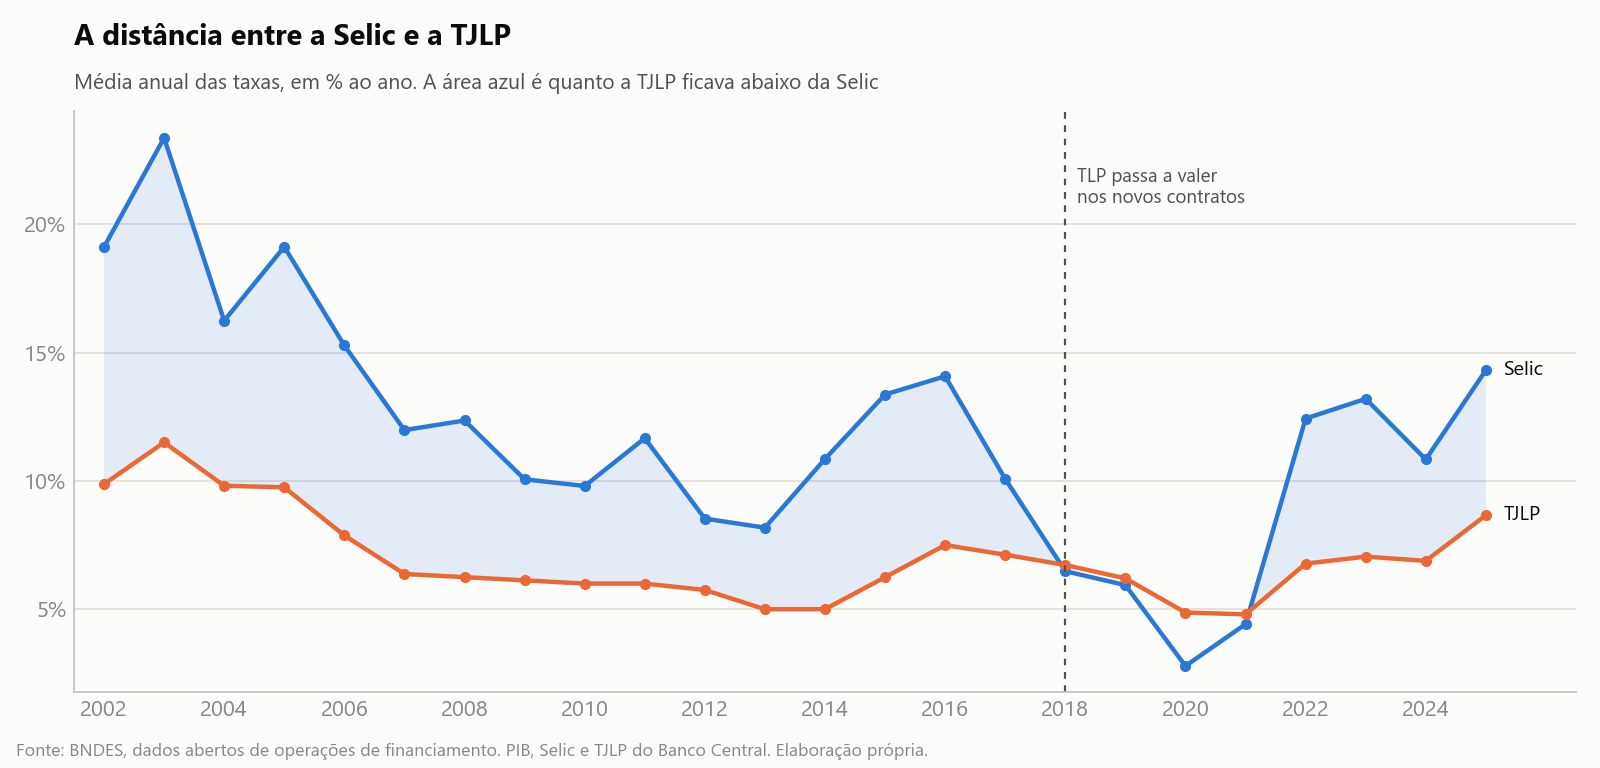 A distância entre a Selic e a TJLP
Média anual das taxas, em % ao ano. A área azul é quanto a TJLP ficava abaixo da Selic
TLP passa a valer
nos novos contratos
20%
15%
10%
5%
Selic
TJLP
2002 2004 2006 2008 2010 2012 2014 2016 2018 2020 2022 2024
Fonte: BNDES, dados abertos de operações de financiamento. PIB, Selic e TJLP do Banco Central. Elaboração própria.